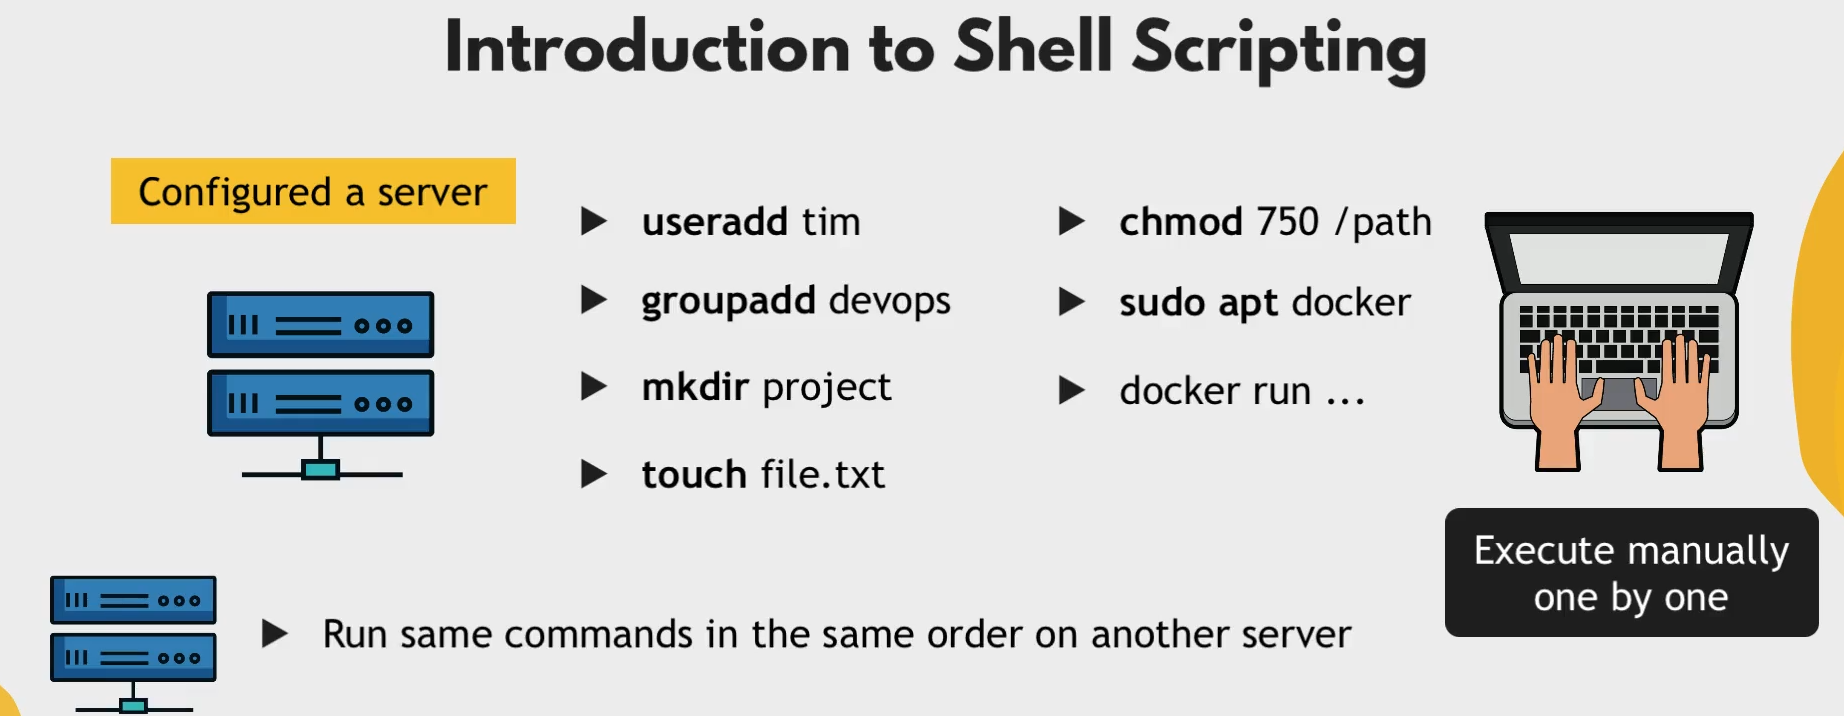 Introduction to Shell Scripting
Configured a server
useradd tim
groupadd devops
mkdir project
touch file.txt
chmod 750 /path
sudo apt docker
docker run ...
Execute manually
one by one
Run same commands in the same order on another server